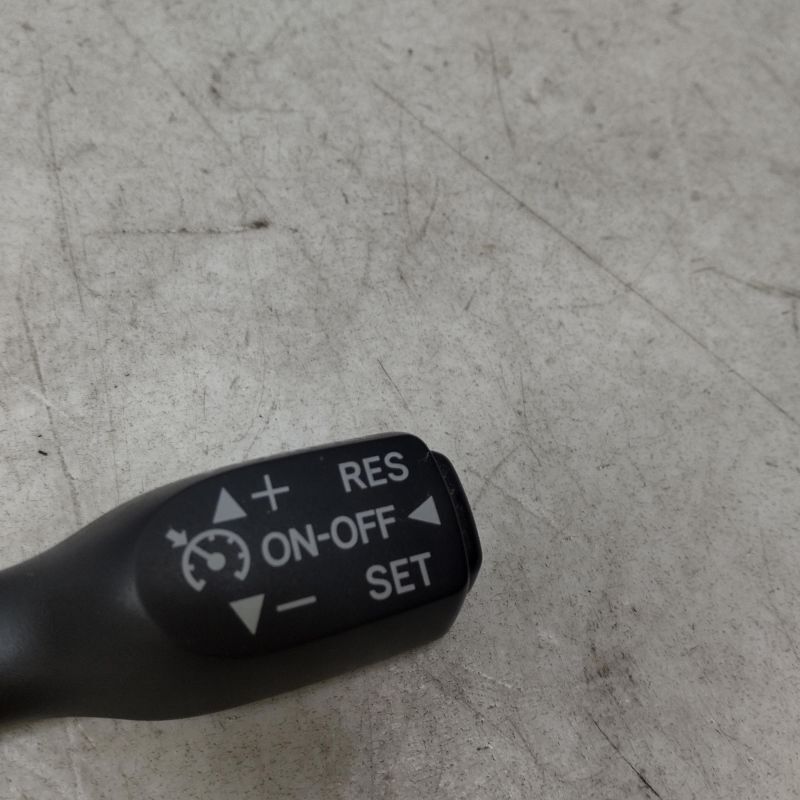 ▲+ RES
ON-OFF ◀
▼− SET